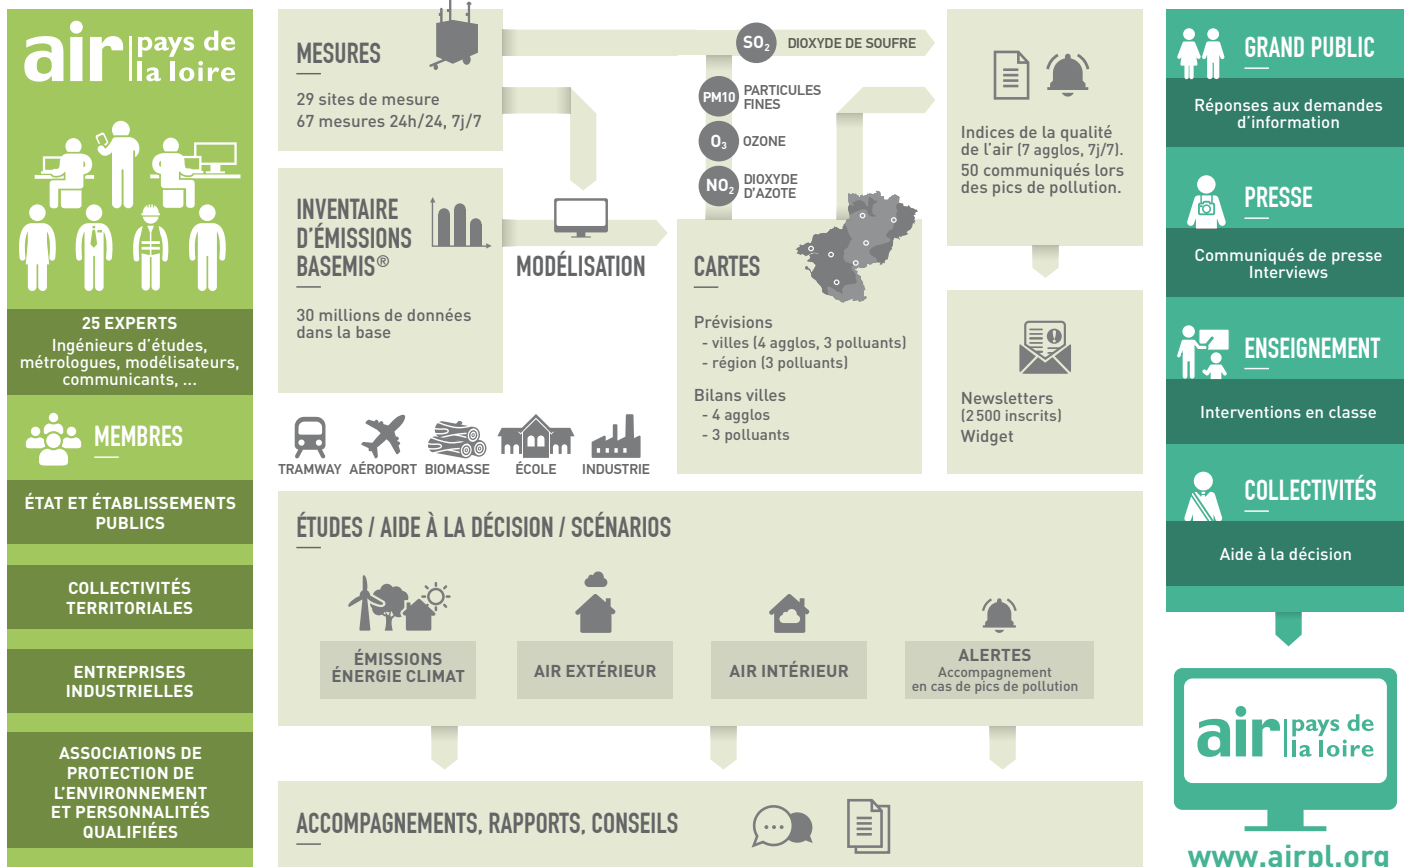 air pays de
la loire
25 EXPERTS
Ingénieurs d'études,
métrologues, modélisateurs,
communicants, ...
MEMBRES
ÉTAT ET ÉTABLISSEMENTS
PUBLICS
COLLECTIVITÉS
TERRITORIALES
ENTREPRISES
INDUSTRIELLES
ASSOCIATIONS DE
PROTECTION DE
L'ENVIRONNEMENT
ET PERSONNALITÉS
QUALIFIÉES
MESURES
29 sites de mesure
67 mesures 24h/24, 7j/7
INVENTAIRE
D'ÉMISSIONS
BASEMIS®
30 millions de données
dans la base
MODÉLISATION
SO₂ DIOXYDE DE SOUFRE
PM10 PARTICULES
FINES
O₃ OZONE
NO₂ DIOXYDE
D'AZOTE
CARTES
Prévisions
- villes (4 agglos, 3 polluants)
- région (3 polluants)
Bilans villes
- 4 agglos
- 3 polluants
Indices de la qualité
de l'air (7 agglos, 7j/7).
50 communiqués lors
des pics de pollution.
Newsletters
(2 500 inscrits)
Widget
TRAMWAY AÉROPORT BIOMASSE ÉCOLE INDUSTRIE
ÉTUDES / AIDE À LA DÉCISION / SCÉNARIOS
ÉMISSIONS
ÉNERGIE CLIMAT
AIR EXTÉRIEUR
AIR INTÉRIEUR
ALERTES
Accompagnement
en cas de pics de pollution
ACCOMPAGNEMENTS, RAPPORTS, CONSEILS
GRAND PUBLIC
Réponses aux demandes
d'information
PRESSE
Communiqués de presse
Interviews
ENSEIGNEMENT
Interventions en classe
COLLECTIVITÉS
Aide à la décision
air pays de
la loire
www.airpl.org